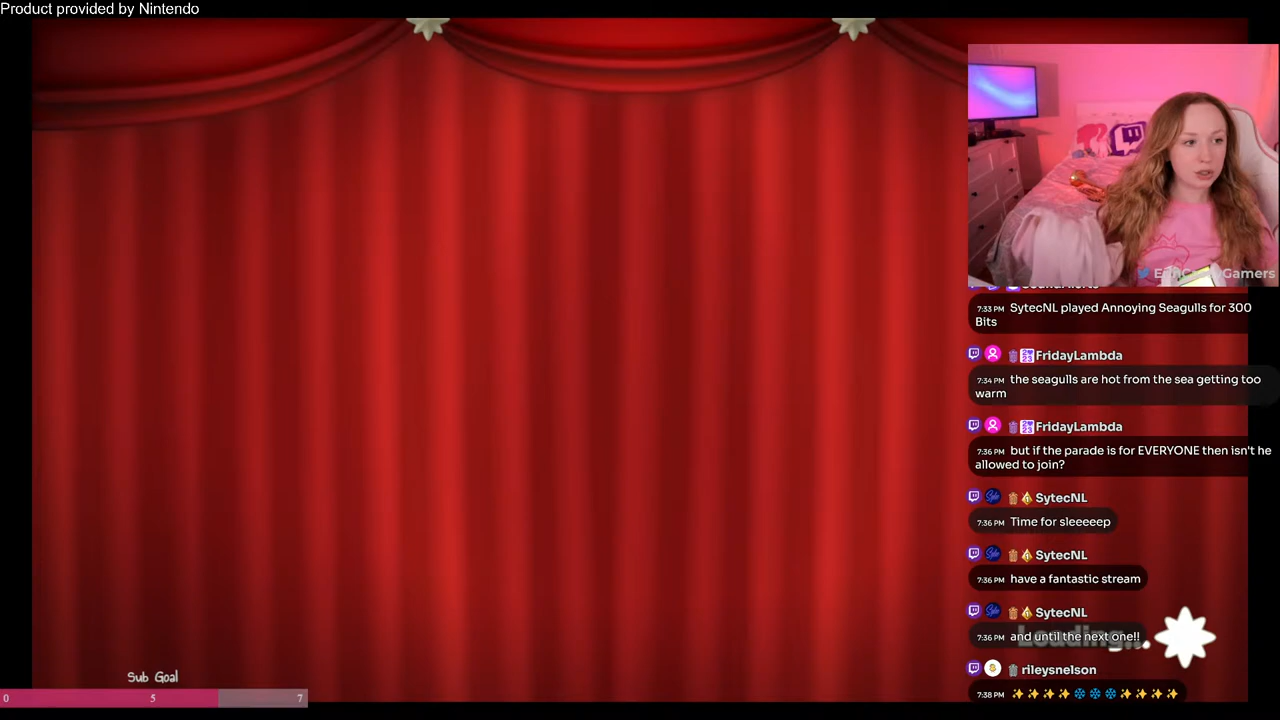 Product provided by Nintendo
7:33 PM SytecNL played Annoying Seagulls for 300
Bits
FridayLambda
7:34 PM the seagulls are hot from the sea getting too
warm
FridayLambda
7:36 PM but if the parade is for EVERYONE then isn't he
allowed to join?
SytecNL
7:36 PM Time for sleeeeep
SytecNL
7:36 PM have a fantastic stream
SytecNL
7:36 PM and until the next one!!
Loading...
rileysnelson
7:38 PM
Sub Goal
0 5 7